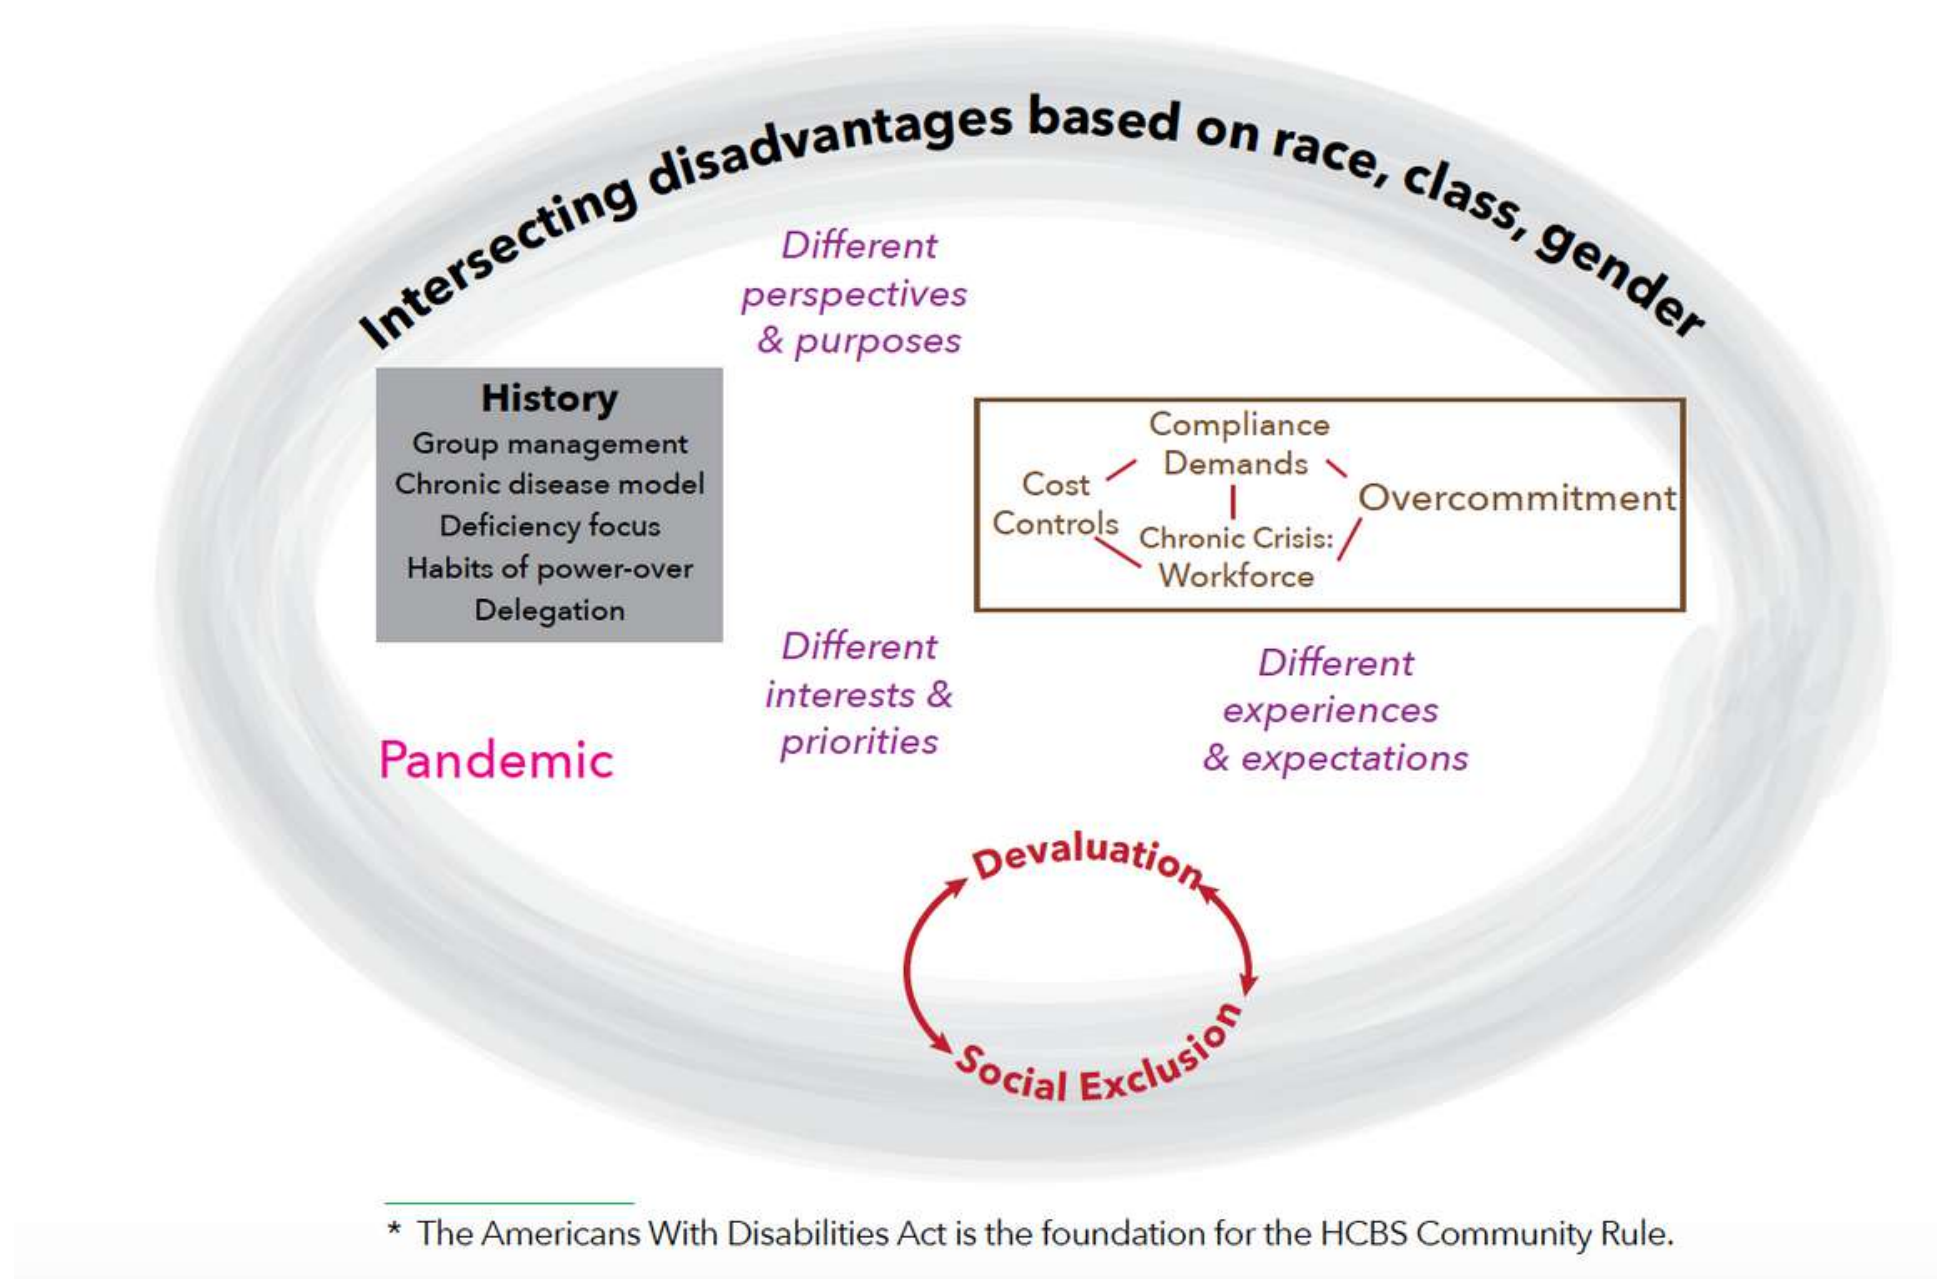 Intersecting disadvantages based on race, class, gender
Different
perspectives
& purposes
History
Group management
Chronic disease model
Deficiency focus
Habits of power-over
Delegation
Compliance
Demands
Cost
Controls
Overcommitment
Chronic Crisis:
Workforce
Different
interests &
priorities
Different
experiences
& expectations
Pandemic
Devaluation
Social Exclusion
* The Americans With Disabilities Act is the foundation for the HCBS Community Rule.